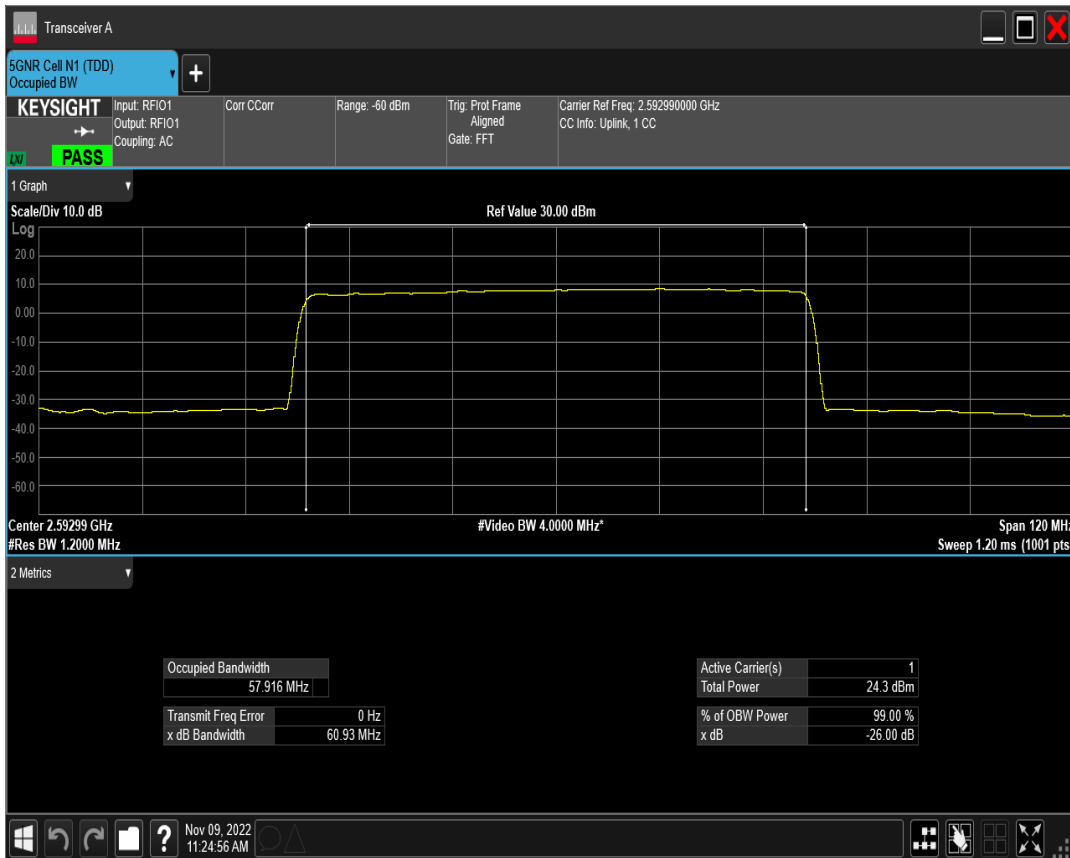 Transceiver A
5GNR Cell N1 (TDD)
Occupied BW
+
KEYSIGHT
LXI
PASS
Input: RFIO1
Output: RFIO1
Coupling: AC
Corr CCorr
Range: -60 dBm
Trig: Prot Frame
Aligned
Gate: FFT
Carrier Ref Freq: 2.592990000 GHz
CC Info: Uplink, 1 CC
1 Graph
Scale/Div 10.0 dB
Ref Value 30.00 dBm
Log
20.0
10.0
0.00
-10.0
-20.0
-30.0
-40.0
-50.0
-60.0
Center 2.59299 GHz
#Video BW 4.0000 MHz*
Span 120 MHz
#Res BW 1.2000 MHz
Sweep 1.20 ms (1001 pts
2 Metrics
Occupied Bandwidth
57.916 MHz
Transmit Freq Error 0 Hz
x dB Bandwidth 60.93 MHz
Active Carrier(s) 1
Total Power 24.3 dBm
% of OBW Power 99.00 %
x dB -26.00 dB
?
Nov 09, 2022
11:24:56 AM